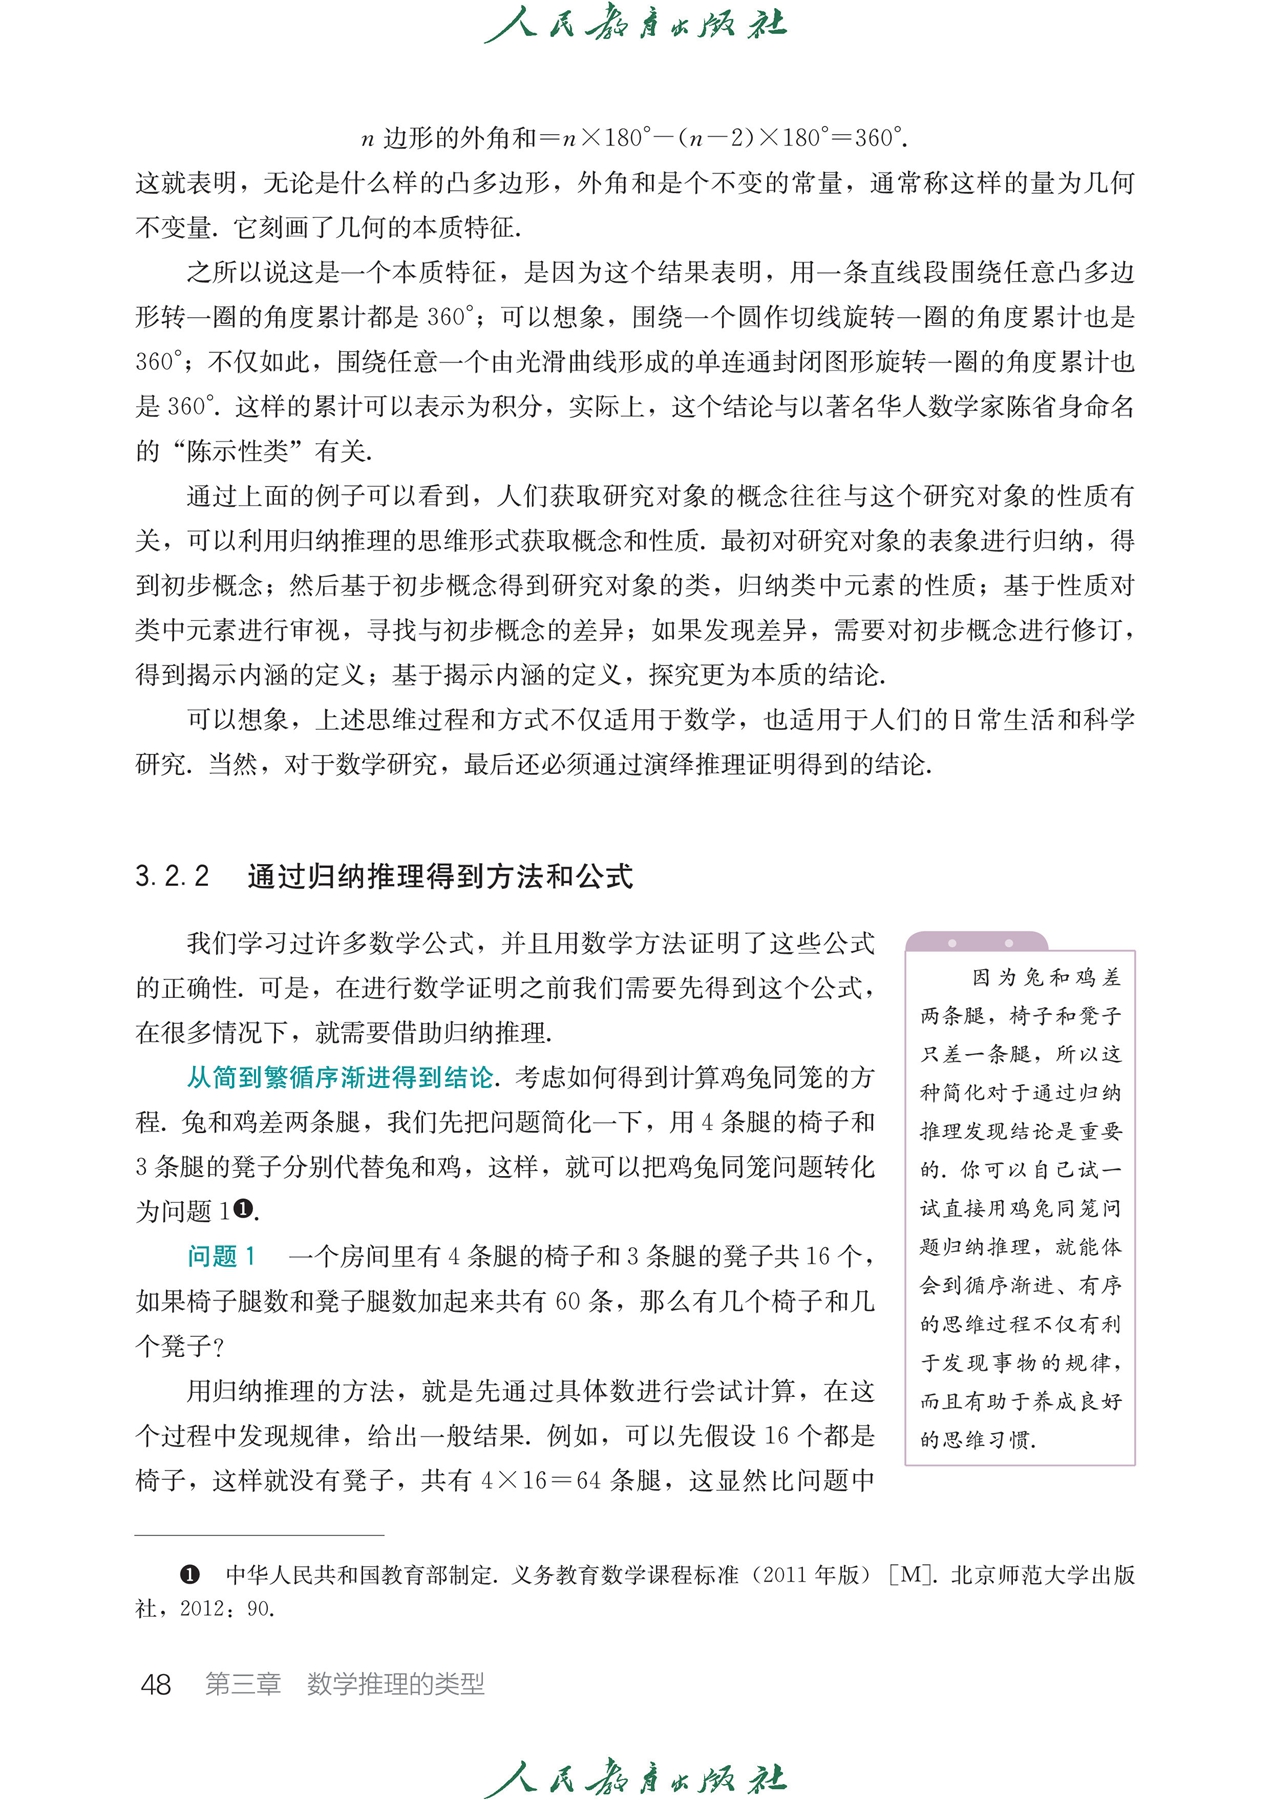 人民教育出版社
n 边形的外角和=n×180°-(n-2)×180°=360°.
这就表明，无论是什么样的凸多边形，外角和是个不变的常量，通常称这样的量为几何
不变量. 它刻画了几何的本质特征.
之所以说这是一个本质特征，是因为这个结果表明，用一条直线段围绕任意凸多边
形转一圈的角度累计都是 360°；可以想象，围绕一个圆作切线旋转一圈的角度累计也是
360°；不仅如此，围绕任意一个由光滑曲线形成的单连通封闭图形旋转一圈的角度累计也
是 360°. 这样的累计可以表示为积分，实际上，这个结论与以著名华人数学家陈省身命名
的“陈示性类”有关.
通过上面的例子可以看到，人们获取研究对象的概念往往与这个研究对象的性质有
关，可以利用归纳推理的思维形式获取概念和性质. 最初对研究对象的表象进行归纳，得
到初步概念；然后基于初步概念得到研究对象的类，归纳类中元素的性质；基于性质对
类中元素进行审视，寻找与初步概念的差异；如果发现差异，需要对初步概念进行修订，
得到揭示内涵的定义；基于揭示内涵的定义，探究更为本质的结论.
可以想象，上述思维过程和方式不仅适用于数学，也适用于人们的日常生活和科学
研究. 当然，对于数学研究，最后还必须通过演绎推理证明得到的结论.
3.2.2 通过归纳推理得到方法和公式
我们学习过许多数学公式，并且用数学方法证明了这些公式
的正确性. 可是，在进行数学证明之前我们需要先得到这个公式，
在很多情况下，就需要借助归纳推理.
从简到繁循序渐进得到结论. 考虑如何得到计算鸡兔同笼的方
程. 兔和鸡差两条腿，我们先把问题简化一下，用 4 条腿的椅子和
3 条腿的凳子分别代替兔和鸡，这样，就可以把鸡兔同笼问题转化
为问题 1❶.
问题 1 一个房间里有 4 条腿的椅子和 3 条腿的凳子共 16 个，
如果椅子腿数和凳子腿数加起来共有 60 条，那么有几个椅子和几
个凳子？
用归纳推理的方法，就是先通过具体数进行尝试计算，在这
个过程中发现规律，给出一般结果. 例如，可以先假设 16 个都是
椅子，这样就没有凳子，共有 4×16=64 条腿，这显然比问题中
因为兔和鸡差
两条腿，椅子和凳子
只差一条腿，所以这
种简化对于通过归纳
推理发现结论是重要
的. 你可以自己试一
试直接用鸡兔同笼问
题归纳推理，就能体
会到循序渐进、有序
的思维过程不仅有利
于发现事物的规律，
而且有助于养成良好
的思维习惯.
❶ 中华人民共和国教育部制定. 义务教育数学课程标准（2011 年版）[M]. 北京师范大学出版
社，2012：90.
48 第三章 数学推理的类型
人民教育出版社